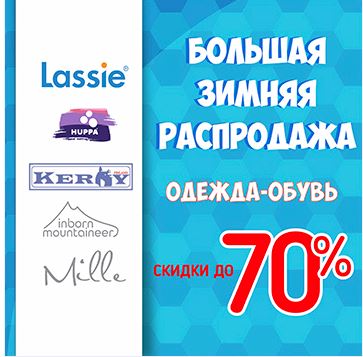 Lassie®
HUPPA
KERRY
inborn
mountaineer
Mille
БОЛЬШАЯ
ЗИМНЯЯ
РАСПРОДАЖА
ОДЕЖДА-ОБУВЬ
СКИДКИ ДО 70%